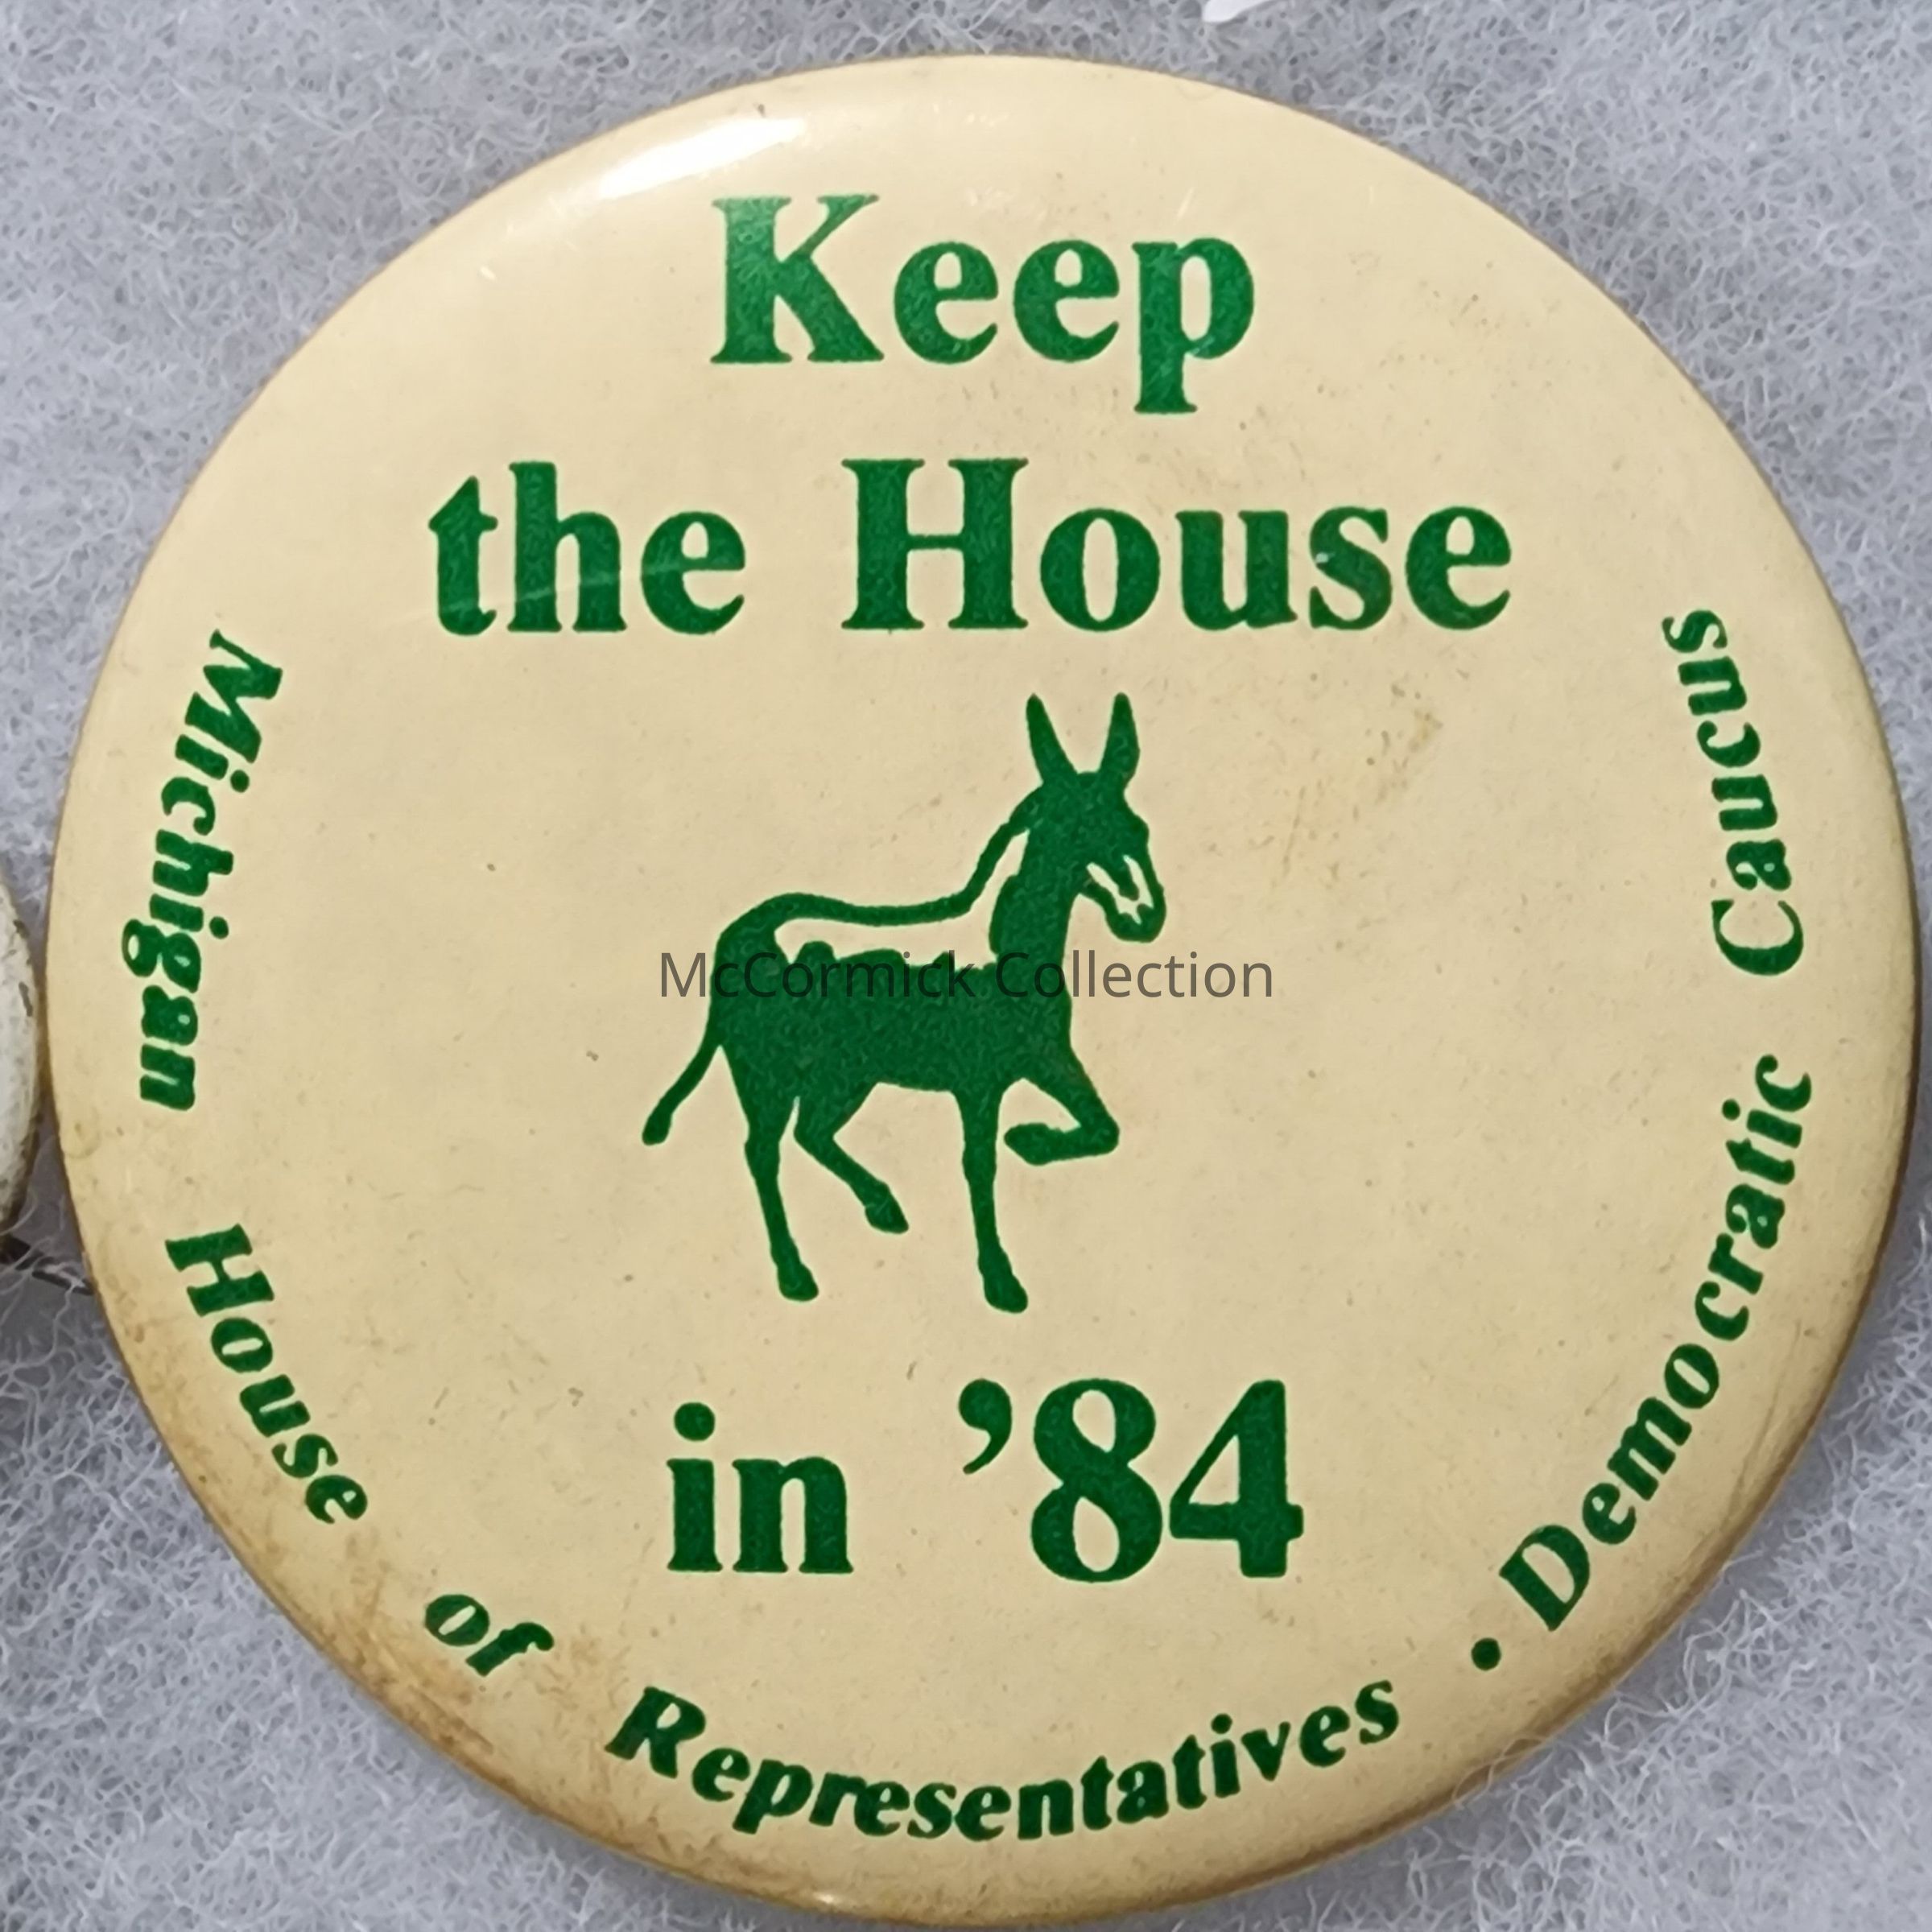 Keep
the House
McCormick Collection
in ’84
Michigan House of Representatives • Democratic Caucus